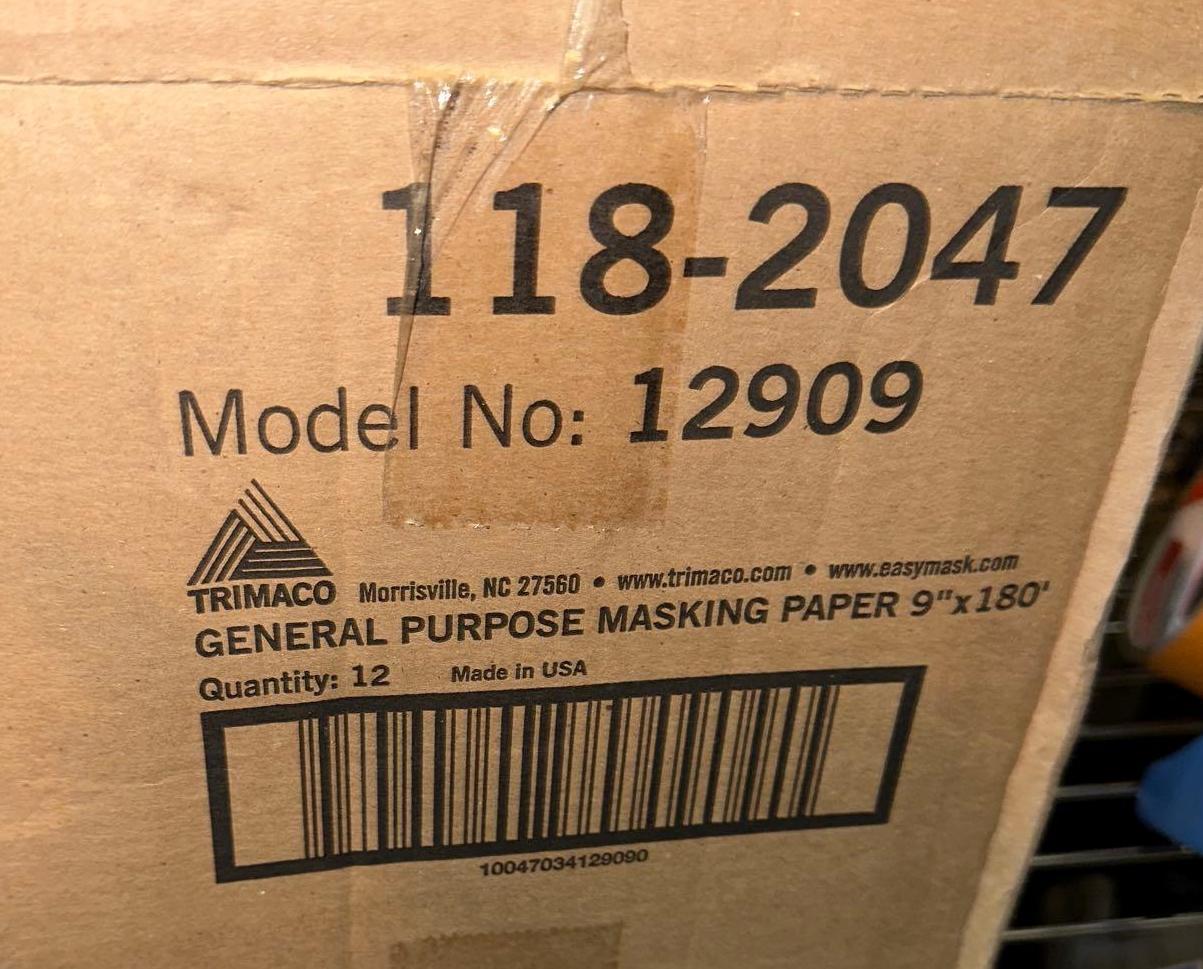 118-2047
Model No: 12909
TRIMACO Morrisville, NC 27560 • www.trimaco.com • www.easymask.com
GENERAL PURPOSE MASKING PAPER 9"x180'
Quantity: 12 Made in USA
10047034129090